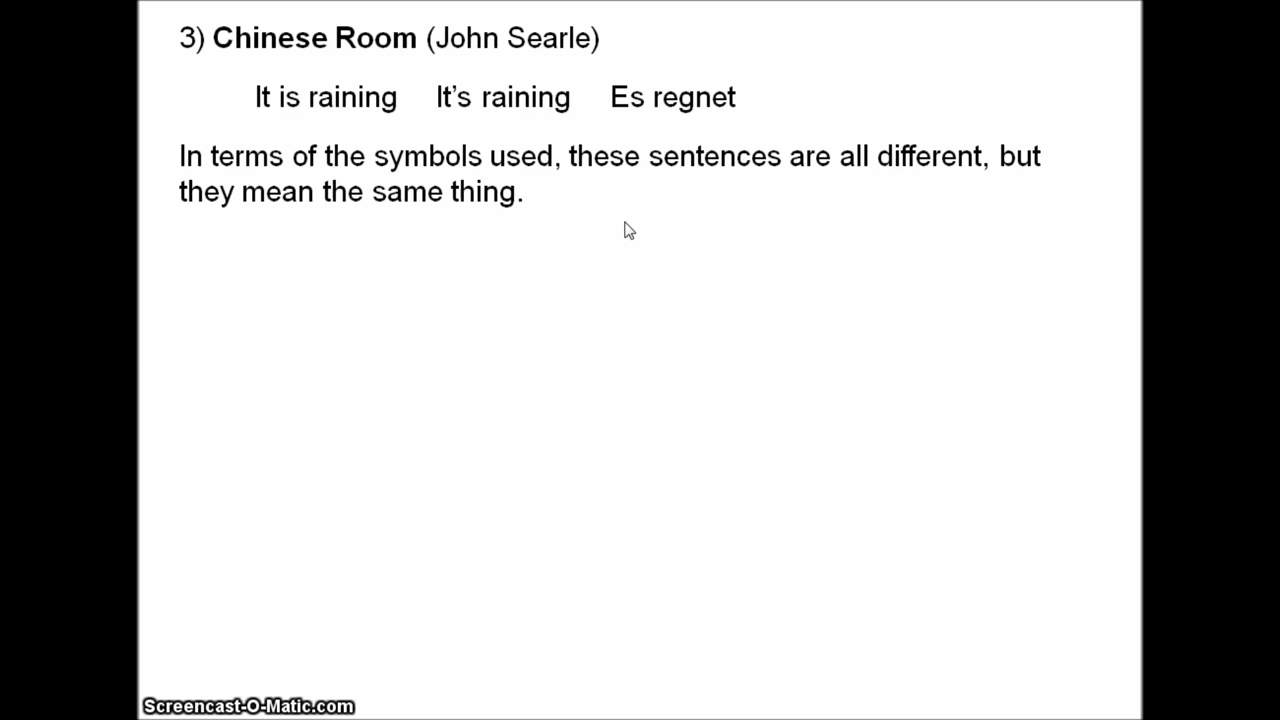 3) Chinese Room (John Searle)
It is raining It’s raining Es regnet
In terms of the symbols used, these sentences are all different, but
they mean the same thing.
Screencast-O-Matic.com